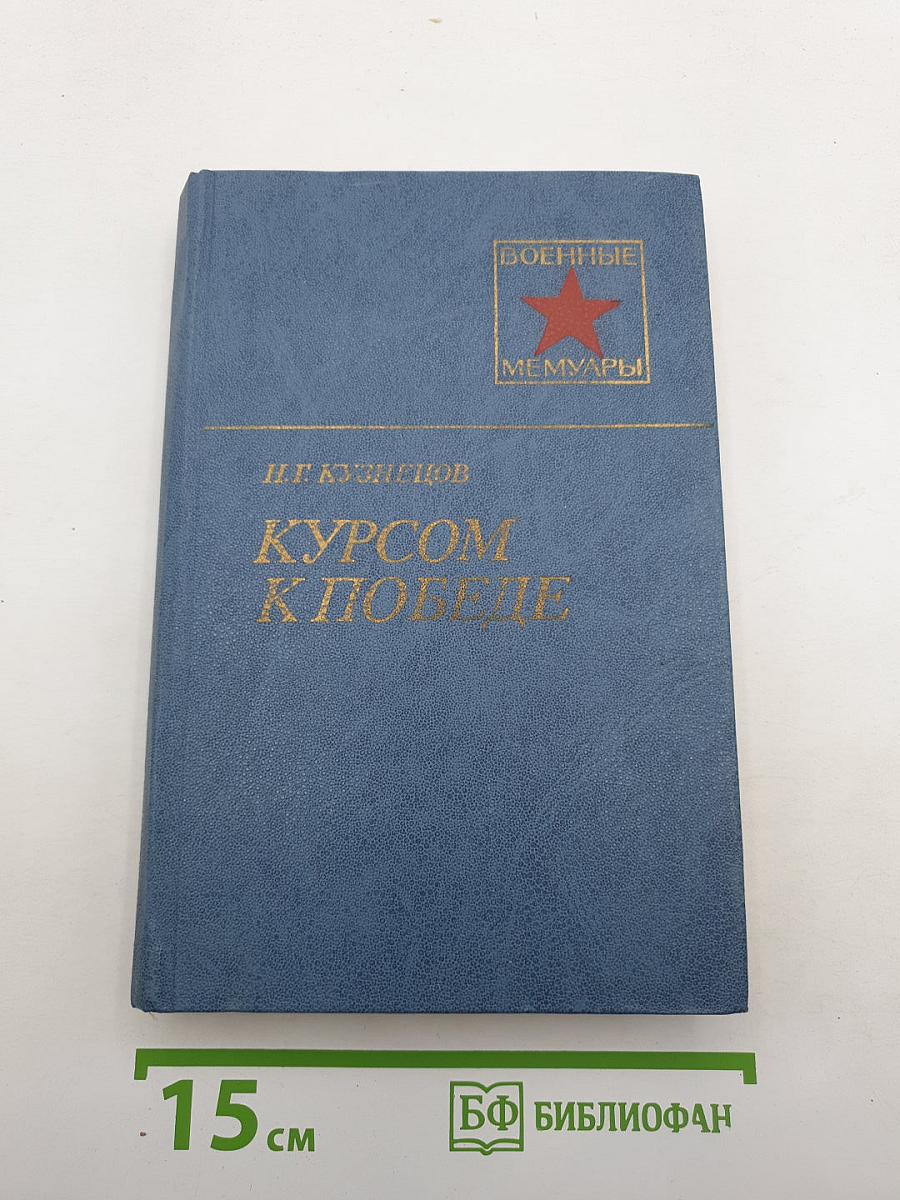 ВОЕННЫЕ
МЕМУАРЫ
Н.Г. КУЗНЕЦОВ
КУРСОМ
К ПОБЕДЕ
15 см
БФ БИБЛИОФАН